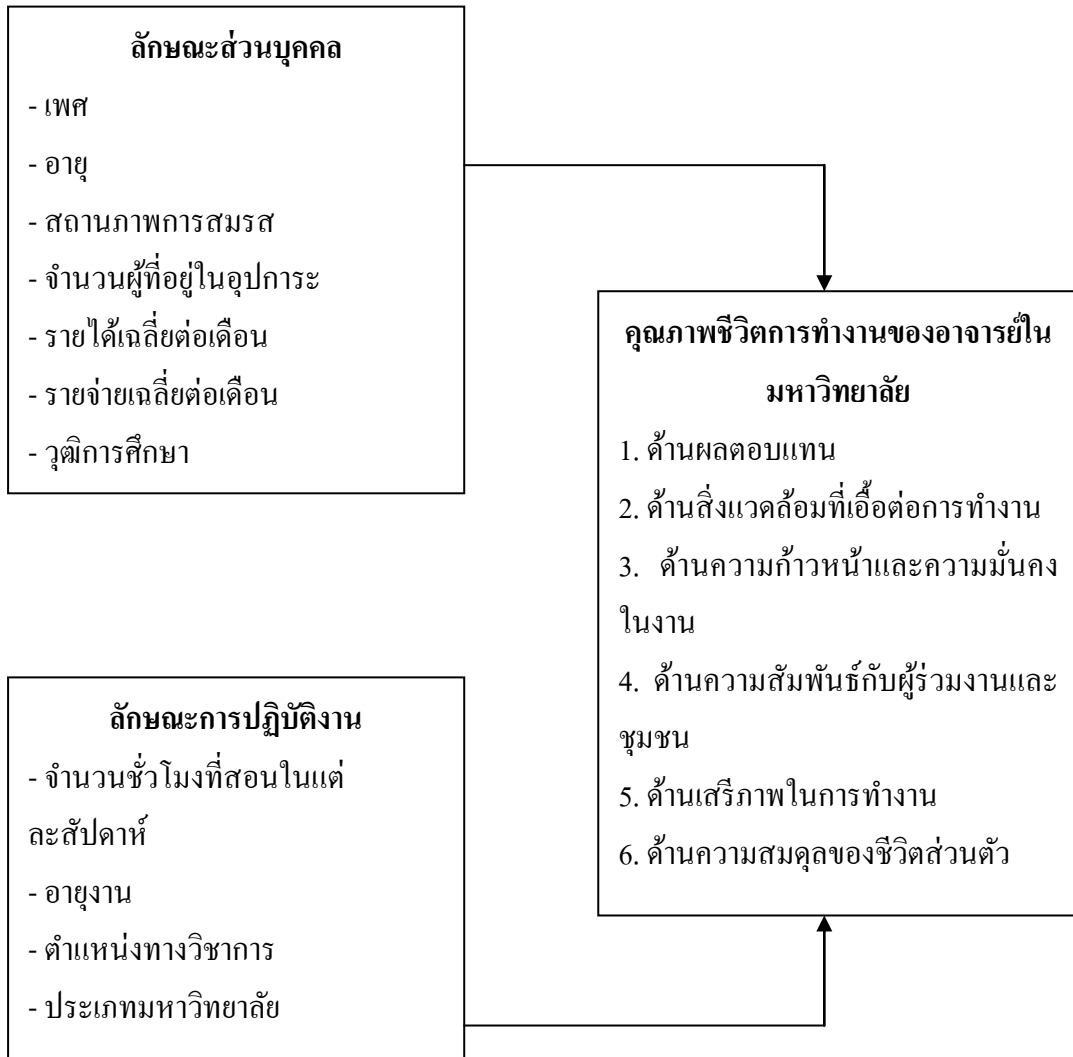 ลักษณะส่วนบุคคล
- เพศ
- อายุ
- สถานภาพการสมรส
- จำนวนผู้ที่อยู่ในอุปการะ
- รายได้เฉลี่ยต่อเดือน
- รายจ่ายเฉลี่ยต่อเดือน
- วุฒิการศึกษา
ลักษณะการปฏิบัติงาน
- จำนวนชั่วโมงที่สอนในแต่
ละสัปดาห์
- อายุงาน
- ตำแหน่งทางวิชาการ
- ประเภทมหาวิทยาลัย
คุณภาพชีวิตการทำงานของอาจารย์ใน
มหาวิทยาลัย
1. ด้านผลตอบแทน
2. ด้านสิ่งแวดล้อมที่เอื้อต่อการทำงาน
3. ด้านความก้าวหน้าและความมั่นคง
ในงาน
4. ด้านความสัมพันธ์กับผู้ร่วมงานและ
ชุมชน
5. ด้านเสรีภาพในการทำงาน
6. ด้านความสมดุลของชีวิตส่วนตัว